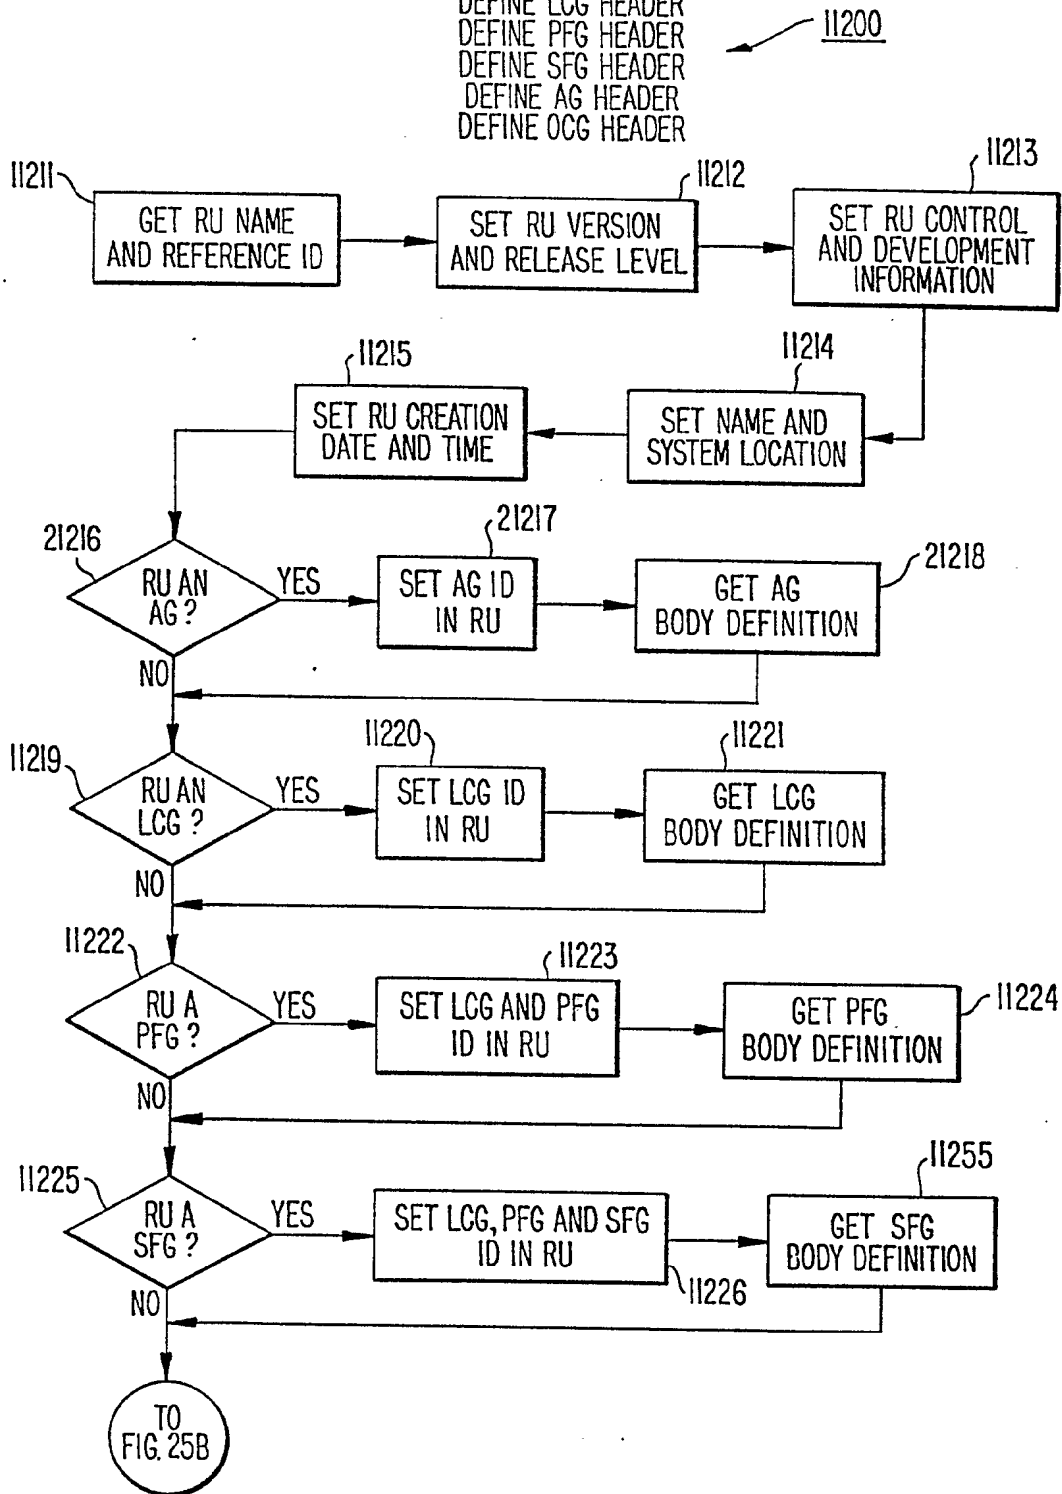 DEFINE LCG HEADER
DEFINE PFG HEADER
DEFINE SFG HEADER
DEFINE AG HEADER
DEFINE OCG HEADER
11200
11211
GET RU NAME
AND REFERENCE ID
11212
SET RU VERSION
AND RELEASE LEVEL
11213
SET RU CONTROL
AND DEVELOPMENT
INFORMATION
11214
SET NAME AND
SYSTEM LOCATION
11215
SET RU CREATION
DATE AND TIME
21216
RU AN
AG?
YES
NO
21217
SET AG ID
IN RU
21218
GET AG
BODY DEFINITION
11219
RU AN
LCG?
YES
NO
11220
SET LCG ID
IN RU
11221
GET LCG
BODY DEFINITION
11222
RU A
PFG?
YES
NO
11223
SET LCG AND PFG
ID IN RU
11224
GET PFG
BODY DEFINITION
11225
RU A
SFG?
YES
NO
SET LCG, PFG AND SFG
ID IN RU
11226
11255
GET SFG
BODY DEFINITION
TO
FIG. 25B